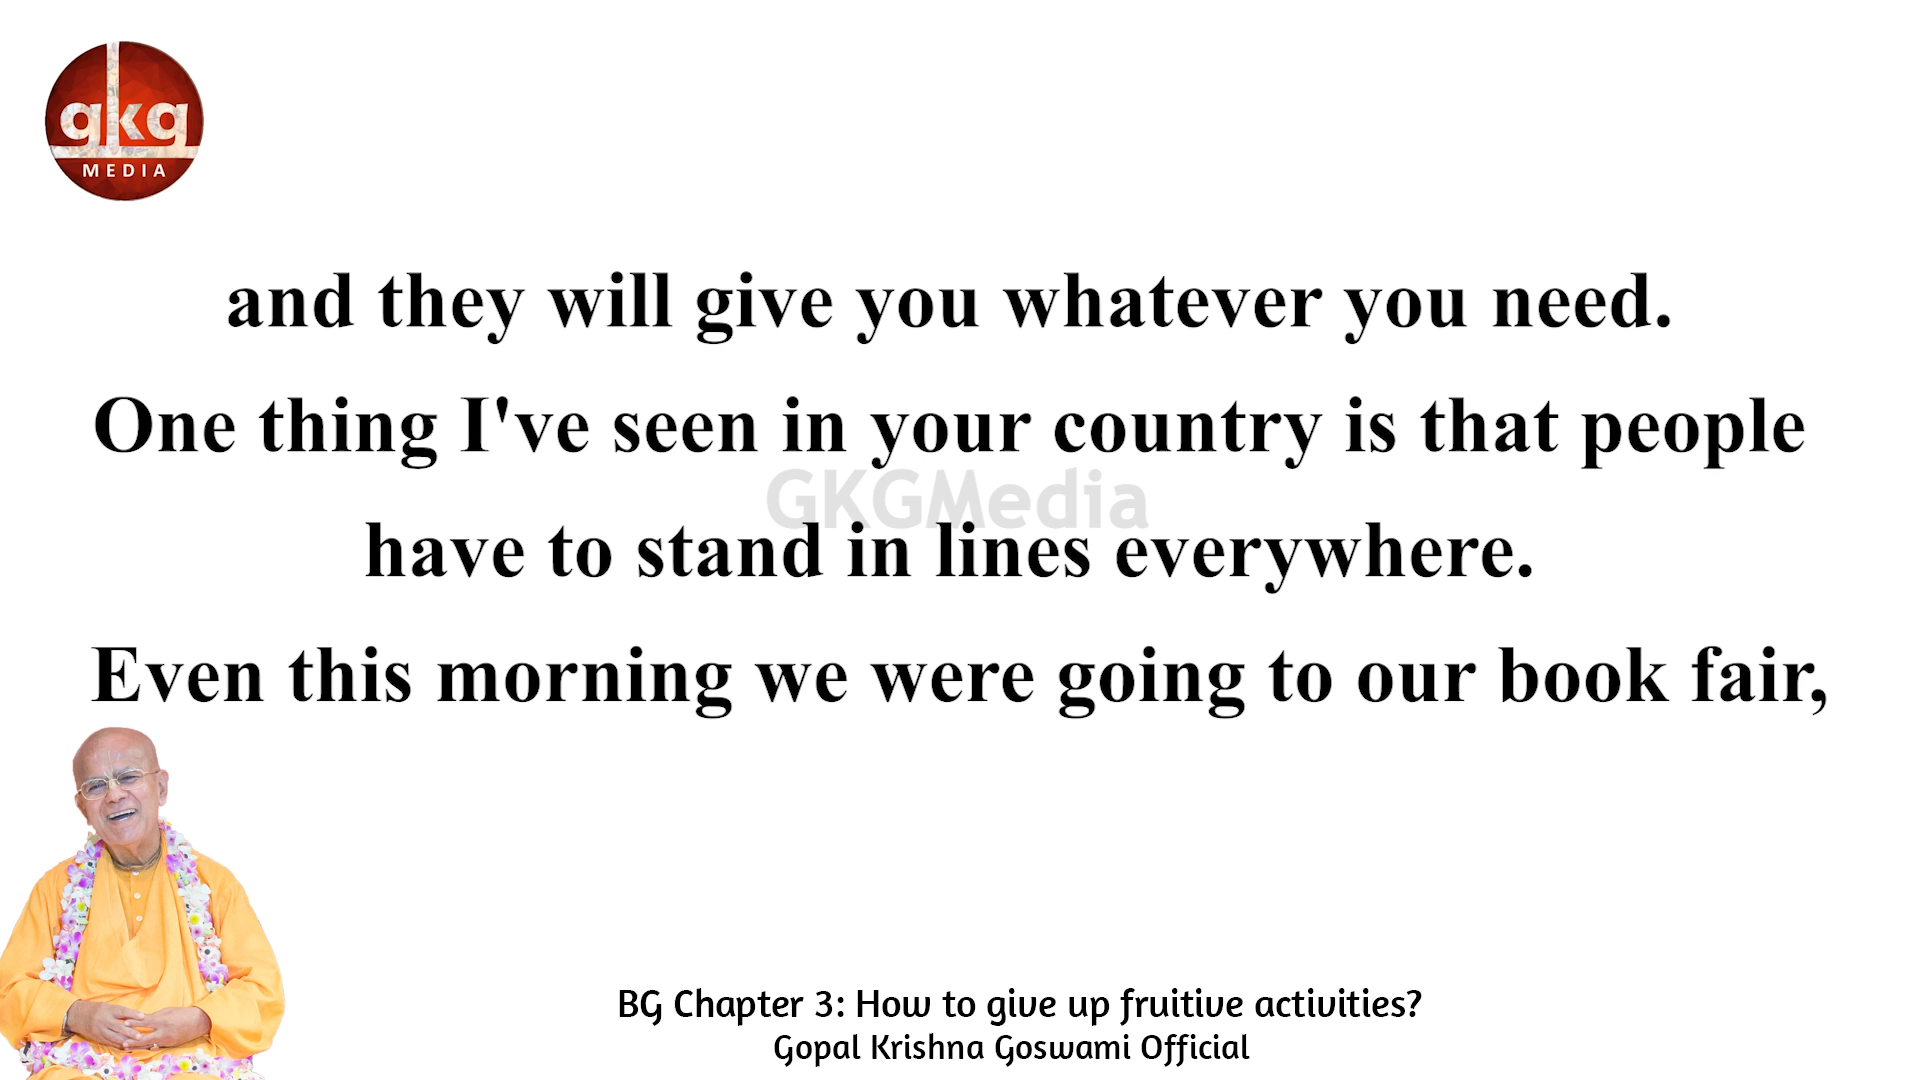 gkg
MEDIA
and they will give you whatever you need.
One thing I've seen in your country is that people
GKGMedia
have to stand in lines everywhere.
Even this morning we were going to our book fair,
BG Chapter 3: How to give up fruitive activities?
Gopal Krishna Goswami Official